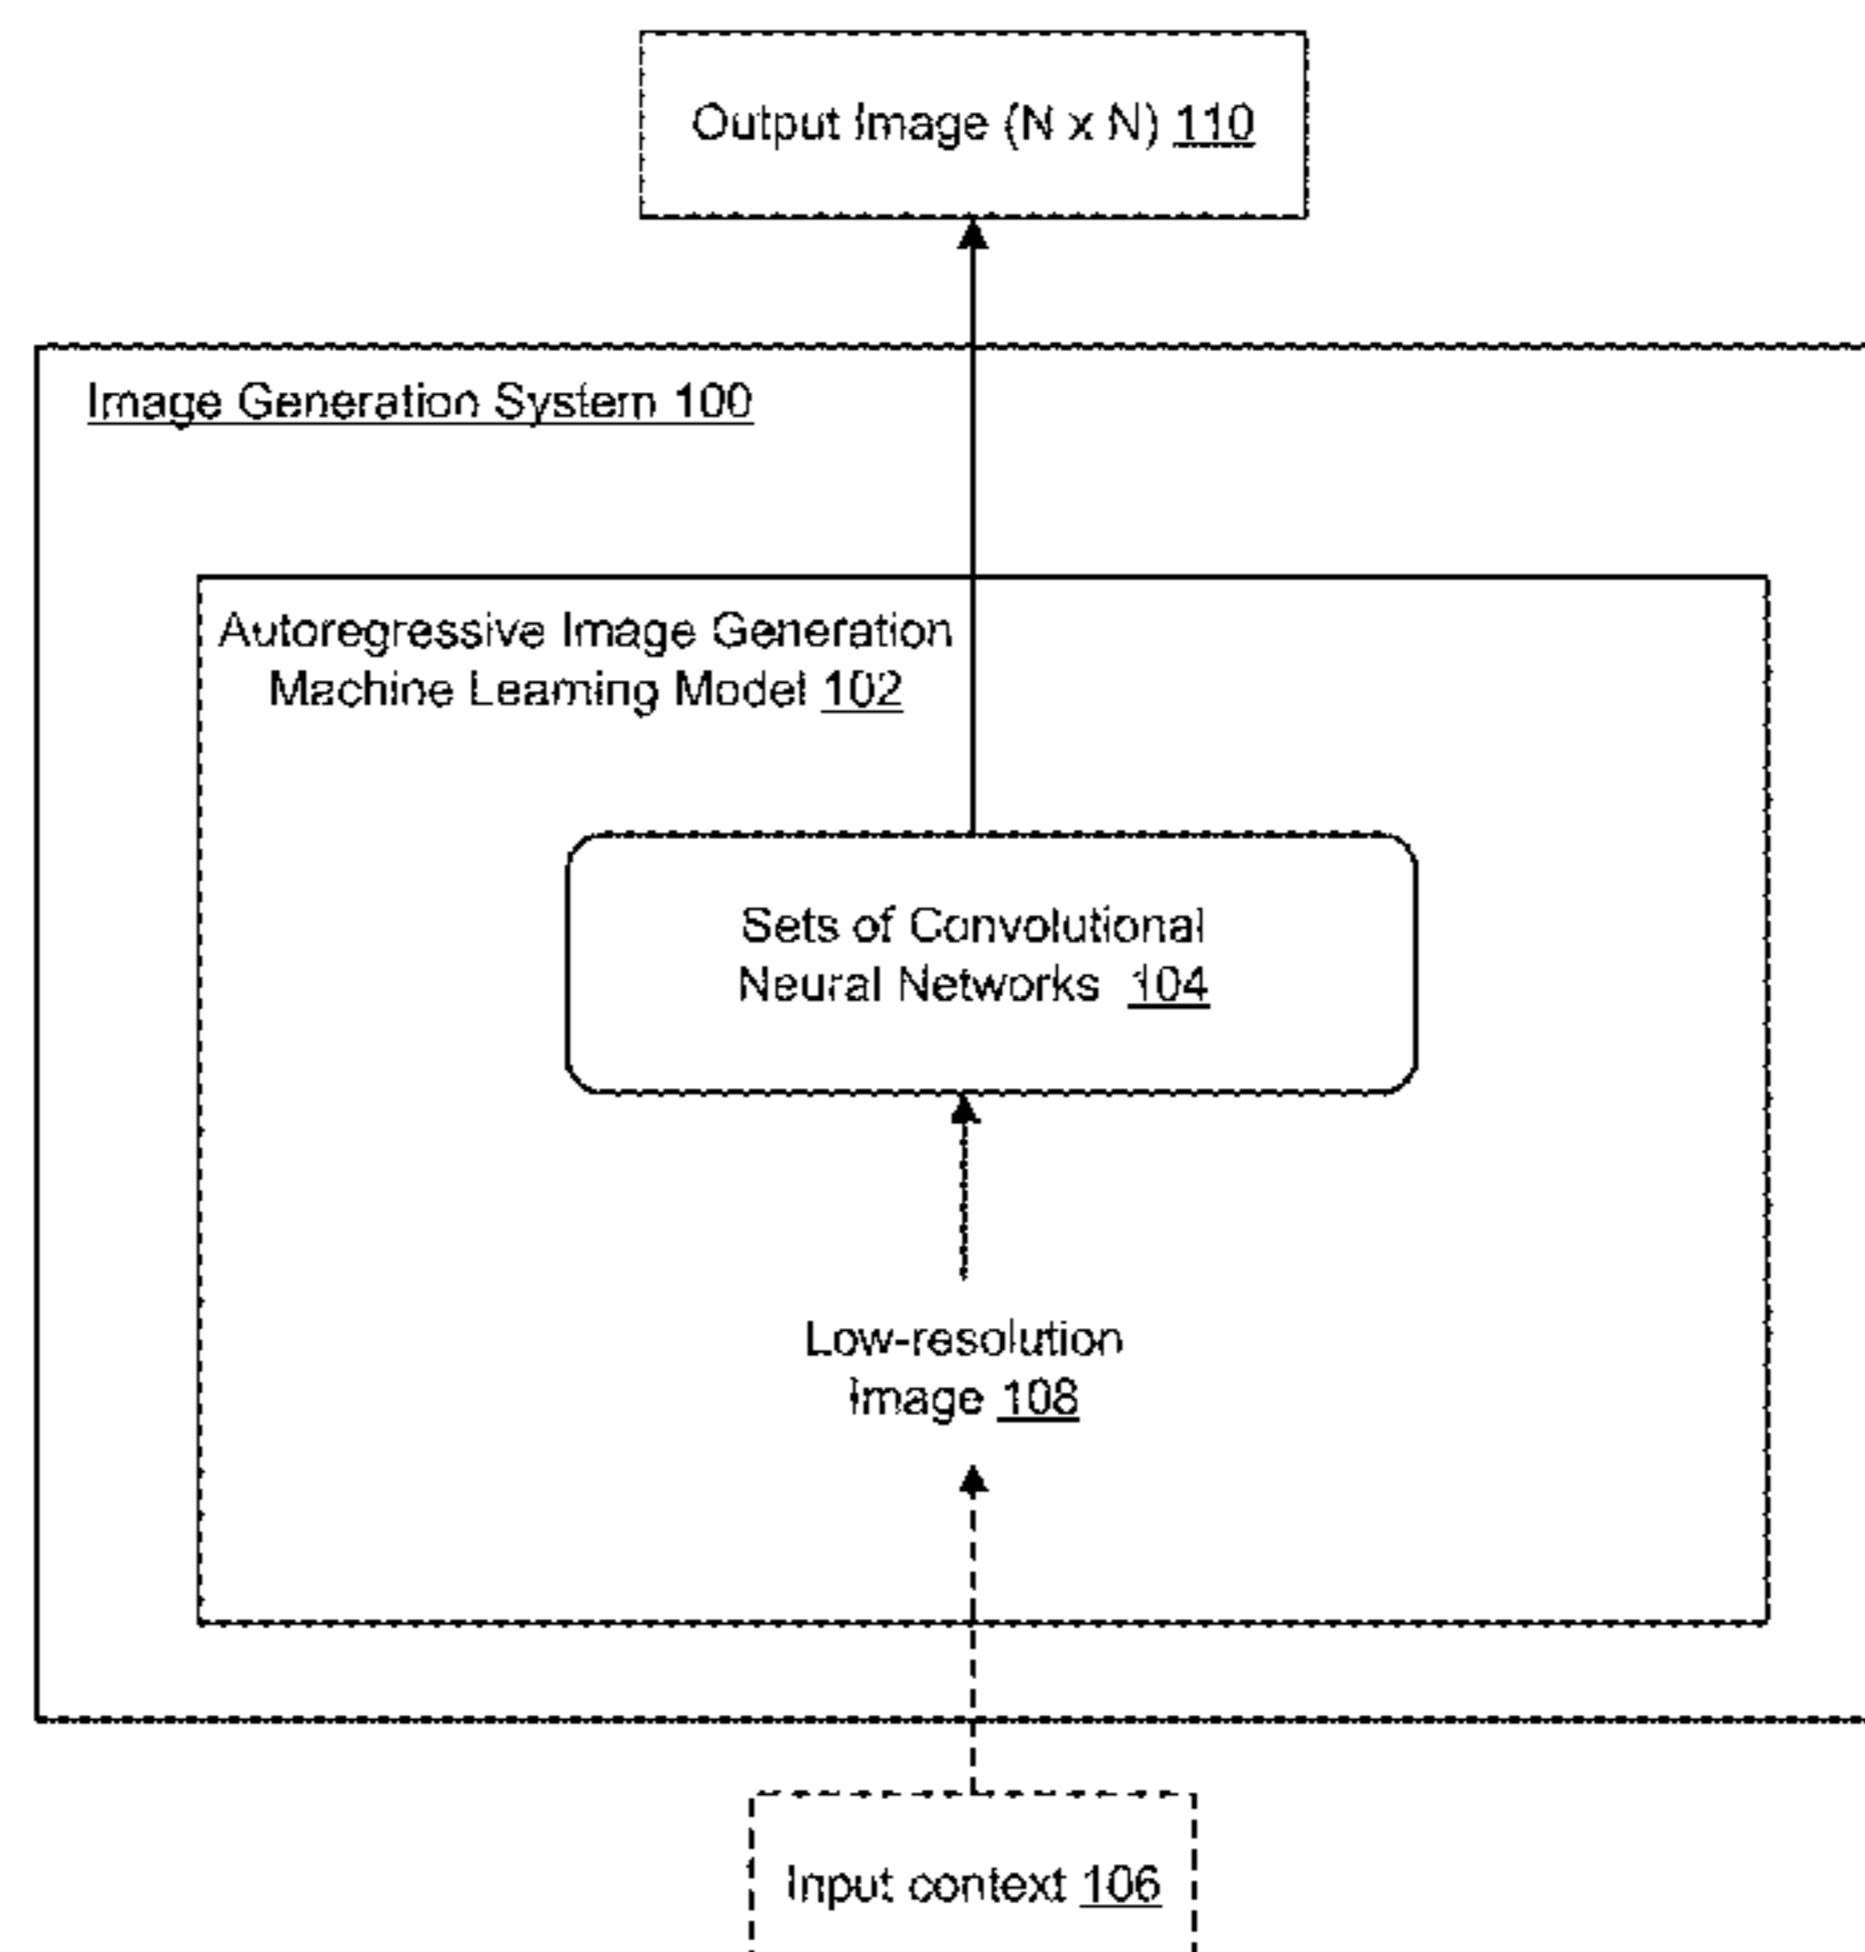 Output Image (N x N) 110
Image Generation System 100
Autoregressive Image Generation
Machine Learning Model 102
Sets of Convolutional
Neural Networks 104
Low-resolution
Image 108
Input context 106